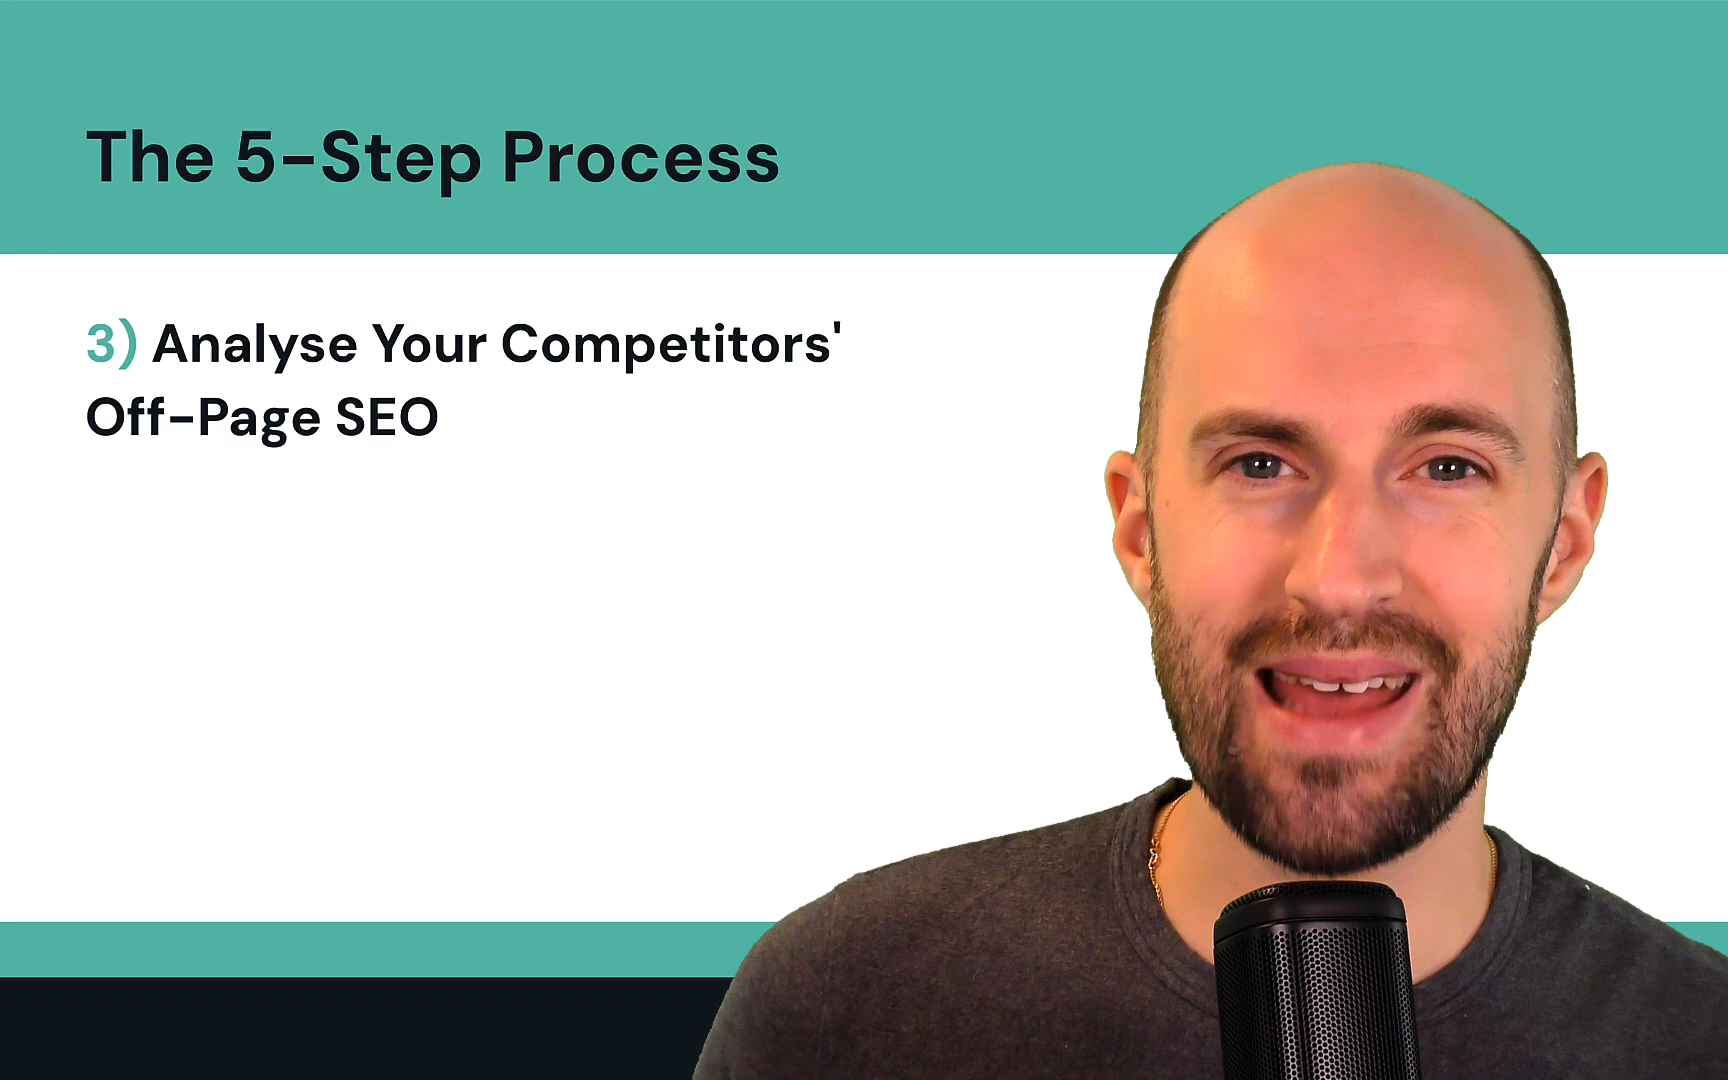 The 5-Step Process
3) Analyse Your Competitors'
Off-Page SEO